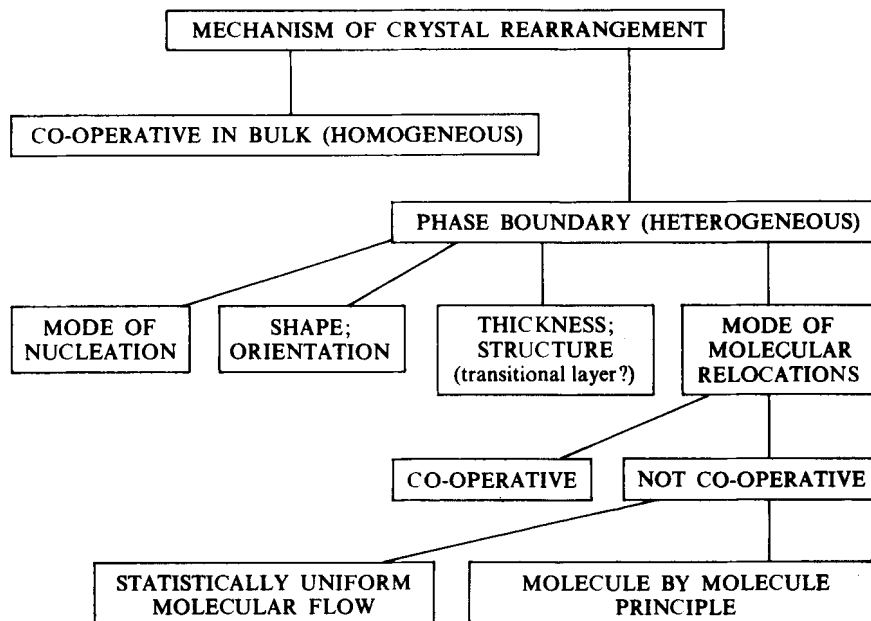 MECHANISM OF CRYSTAL REARRANGEMENT
CO-OPERATIVE IN BULK (HOMOGENEOUS)
PHASE BOUNDARY (HETEROGENEOUS)
MODE OF
NUCLEATION
SHAPE;
ORIENTATION
THICKNESS;
STRUCTURE
(transitional layer?)
MODE OF
MOLECULAR
RELOCATIONS
CO-OPERATIVE
NOT CO-OPERATIVE
STATISTICALLY UNIFORM
MOLECULAR FLOW
MOLECULE BY MOLECULE
PRINCIPLE